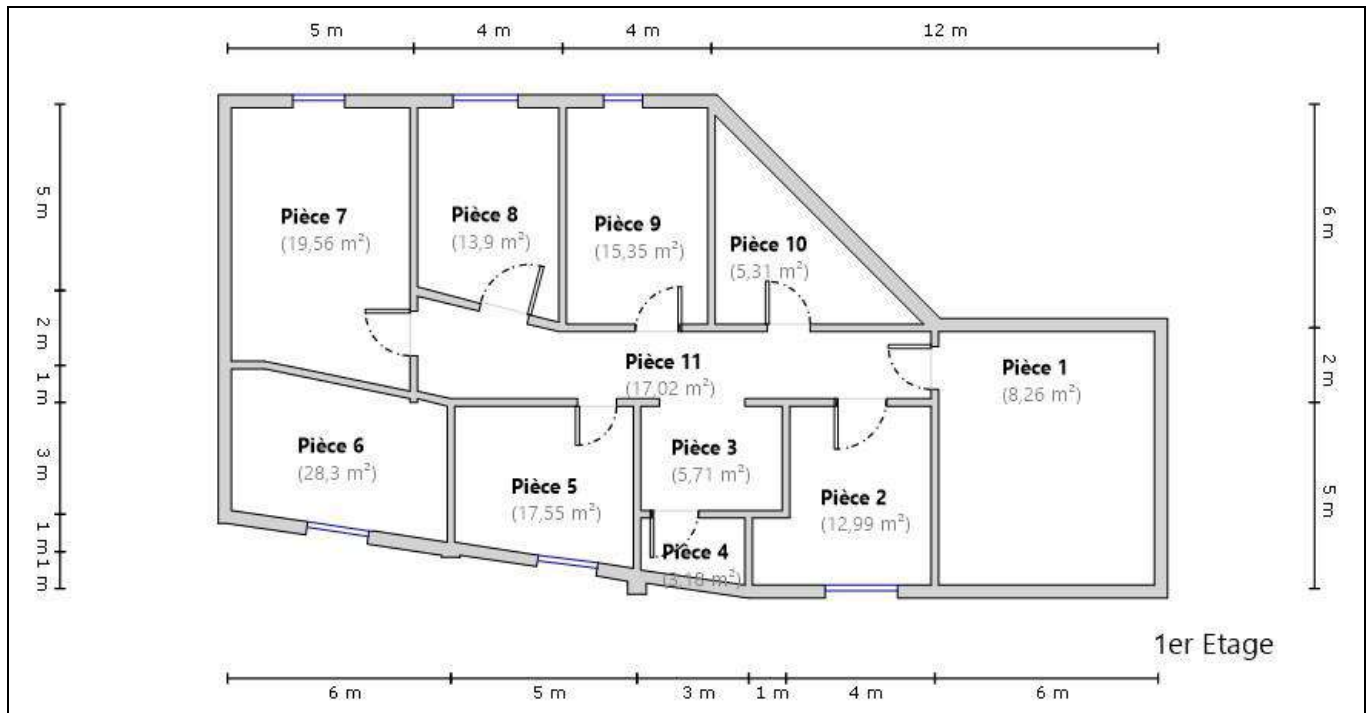 5 m
4 m
4 m
12 m
5 m
2 m
1 m
3 m
1 m
1 m
6 m
2 m
5 m
Pièce 7
(19,56 m²)
Pièce 8
(13,9 m²)
Pièce 9
(15,35 m²)
Pièce 10
(5,31 m²)
Pièce 11
(17,02 m²)
Pièce 1
(8,26 m²)
Pièce 6
(28,3 m²)
Pièce 5
(17,55 m²)
Pièce 3
(5,71 m²)
Pièce 2
(12,99 m²)
Pièce 4
(3,18 m²)
1er Etage
6 m
5 m
3 m
1 m
4 m
6 m